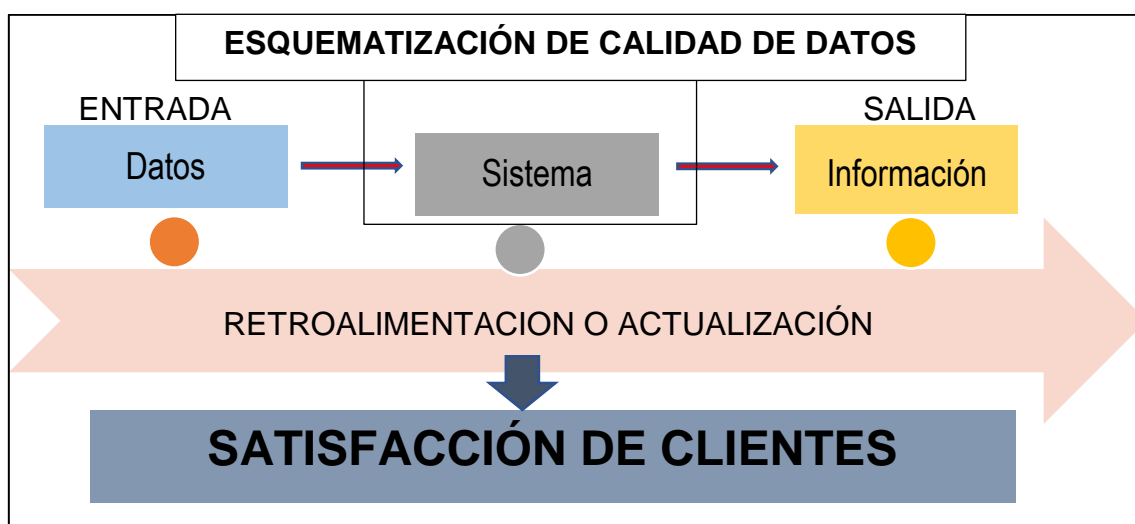 ESQUEMATIZACIÓN DE CALIDAD DE DATOS
ENTRADA
SALIDA
Datos
Sistema
Información
RETROALIMENTACION O ACTUALIZACIÓN
SATISFACCIÓN DE CLIENTES